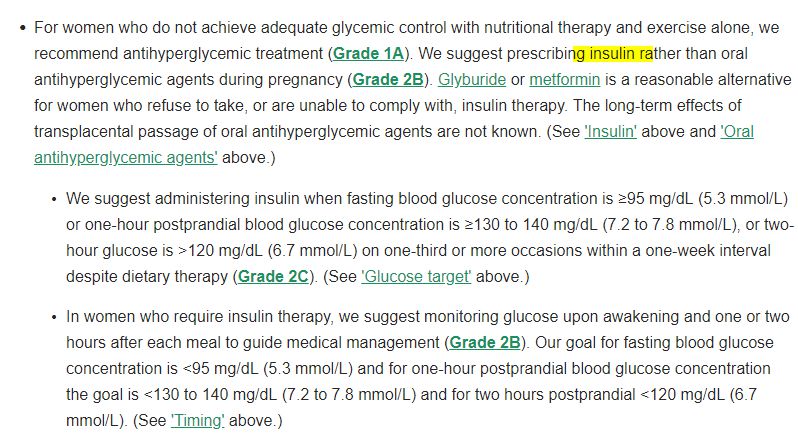 • For women who do not achieve adequate glycemic control with nutritional therapy and exercise alone, we
recommend antihyperglycemic treatment (Grade 1A). We suggest prescribing insulin rather than oral
antihyperglycemic agents during pregnancy (Grade 2B). Glyburide or metformin is a reasonable alternative
for women who refuse to take, or are unable to comply with, insulin therapy. The long-term effects of
transplacental passage of oral antihyperglycemic agents are not known. (See 'Insulin' above and 'Oral
antihyperglycemic agents' above.)
• We suggest administering insulin when fasting blood glucose concentration is ≥95 mg/dL (5.3 mmol/L)
or one-hour postprandial blood glucose concentration is ≥130 to 140 mg/dL (7.2 to 7.8 mmol/L), or two-
hour glucose is >120 mg/dL (6.7 mmol/L) on one-third or more occasions within a one-week interval
despite dietary therapy (Grade 2C). (See 'Glucose target' above.)
• In women who require insulin therapy, we suggest monitoring glucose upon awakening and one or two
hours after each meal to guide medical management (Grade 2B). Our goal for fasting blood glucose
concentration is <95 mg/dL (5.3 mmol/L) and for one-hour postprandial blood glucose concentration
the goal is <130 to 140 mg/dL (7.2 to 7.8 mmol/L) and for two hours postprandial <120 mg/dL (6.7
mmol/L). (See 'Timing' above.)